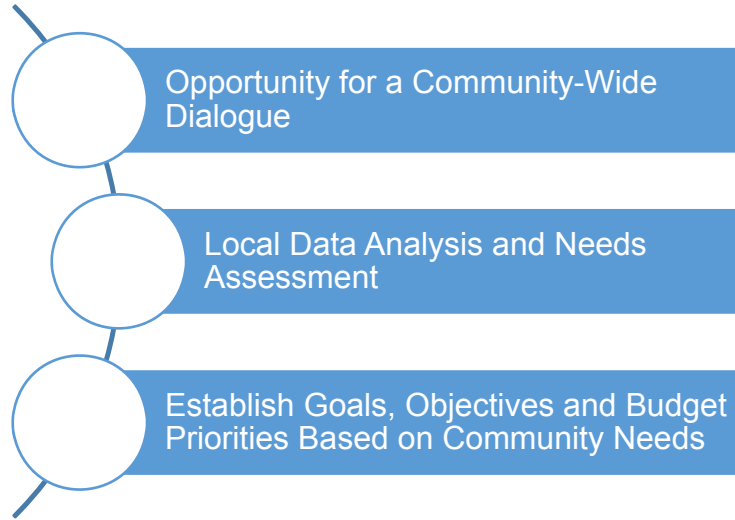 Opportunity for a Community-Wide
Dialogue
Local Data Analysis and Needs
Assessment
Establish Goals, Objectives and Budget
Priorities Based on Community Needs